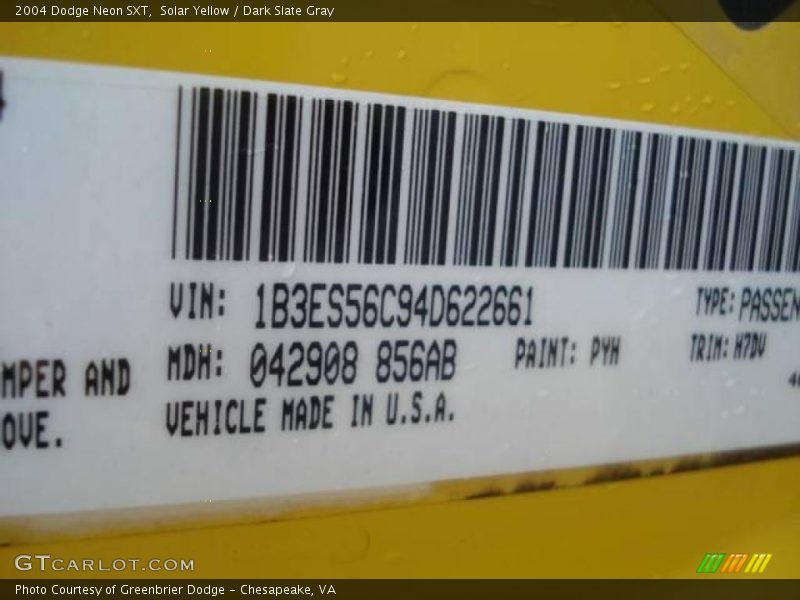 2004 Dodge Neon SXT,  Solar Yellow / Dark Slate Gray
VIN: 1B3ES56C94D622661 TYPE: PASSEN
MDH: 042908 856AB PAINT: PYH TRIM: H7DV
MPER AND
VEHICLE MADE IN U.S.A.
OVE.
GTCARLOT.COM
Photo Courtesy of Greenbrier Dodge - Chesapeake, VA